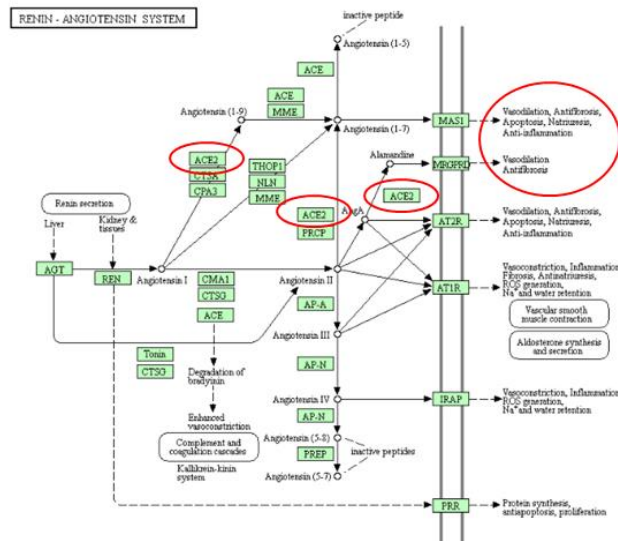 RENIN - ANGIOTENSIN SYSTEM
inactive peptide
Angiotensin (1-5)
ACE
ACE
MME
Angiotensin (1-9)
Angiotensin (1-7)
MAS1
Vasodilation, Antifibrosis,
Apoptosis, Natriuresis,
Anti-inflammation
ACE2
CTSA
CPA3
THOP1
NLN
MME
Alamandine
MRGPRD
Vasodilation
Antifibrosis
ACE2
ACE2
AngA
PRCP
AT2R
Vasodilation, Antifibrosis,
Apoptosis, Natriuresis,
Anti-inflammation
Renin secretion
Liver
Kidney &
tissues
AGT
REN
Angiotensin I
CMA1
CTSG
ACE
Angiotensin II
AP-A
AT1R
Vasoconstriction, Inflammation
Fibrosis, Antinatriuresis,
ROS generation,
Na+ and water retention
Vascular smooth
muscle contraction
Aldosterone synthesis
and secretion
Angiotensin III
Tonin
CTSG
Degradation of
bradyinin
AP-N
Enhanced
vasoconstriction
Angiotensin IV
IRAP
Vasoconstriction, Inflammation
ROS generation,
Na+ and water retention
AP-N
Complement and
coagulation cascades
Kallikrein-kinin
system
Angiotensin (5-8)
PREP
inactive peptides
Angiotensin (5-7)
PRR
Protein synthesis,
antiapoptosis, proliferation